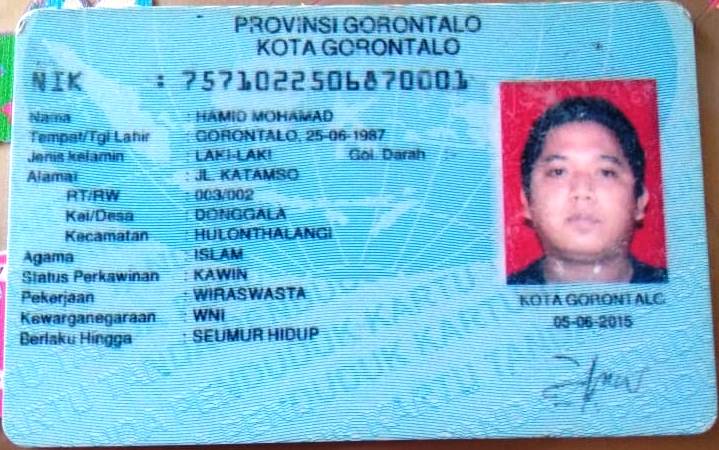 PROVINSI GORONTALO
KOTA GORONTALO
NIK : 7571022506870001
Nama : HAMID MOHAMAD
Tempat/Tgl Lahir : GORONTALO, 25-06-1987
Jenis kelamin : LAKI-LAKI Gol. Darah
Alamat : JL. KATAMSO
RT/RW : 003/002
Kel/Desa : DONGGALA
Kecamatan : HULONTHALANGI
Agama : ISLAM
Status Perkawinan : KAWIN
Pekerjaan : WIRASWASTA
Kewarganegaraan : WNI
Berlaku Hingga : SEUMUR HIDUP
KOTA GORONTALO
05-06-2015